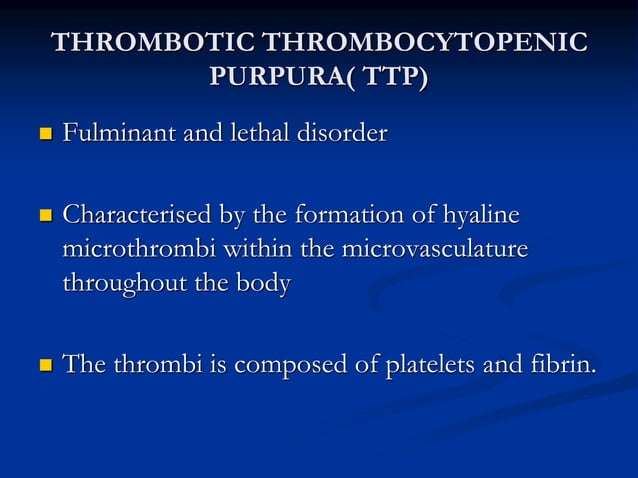 THROMBOTIC THROMBOCYTOPENIC
PURPURA( TTP)
Fulminant and lethal disorder
Characterised by the formation of hyaline
microthrombi within the microvasculature
throughout the body
The thrombi is composed of platelets and fibrin.